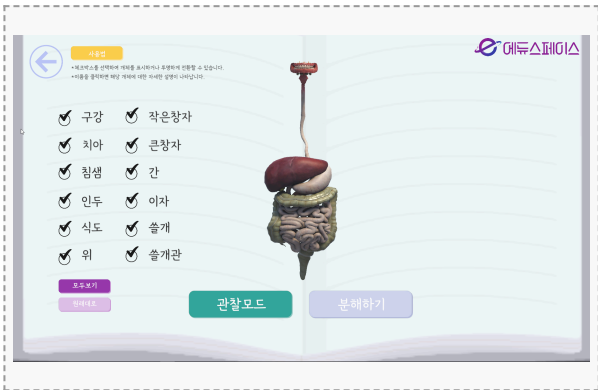 사용법
에듀스페이스
*체크박스를 선택하여 개체를 표시하거나 투명하게 전환할 수 있습니다.
*이름을 클릭하면 해당 개체에 대한 자세한 설명이 나타납니다.
구강 작은창자
치아 큰창자
침샘 간
인두 이자
식도 쓸개
위 쓸개관
모두보기
원래대로
관찰모드 분해하기